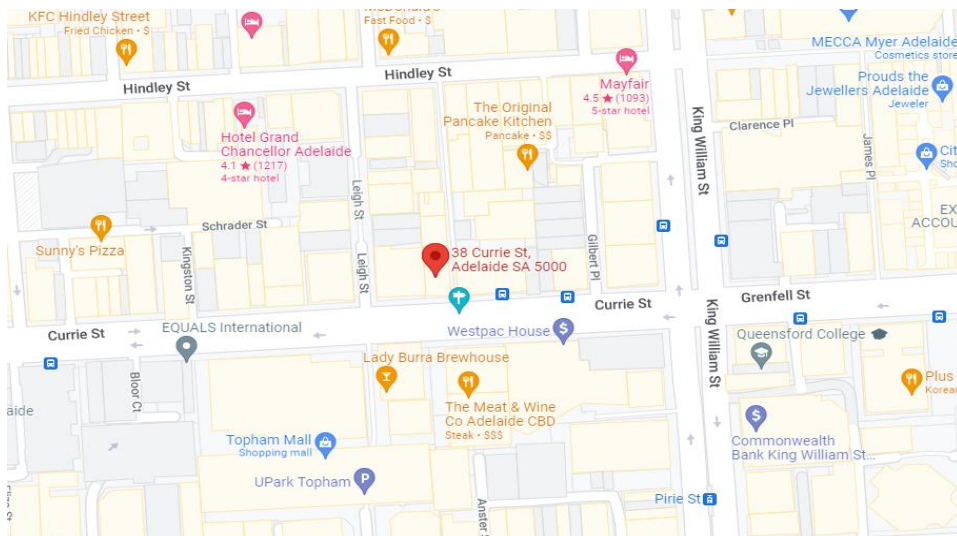 KFC Hindley Street
Fried Chicken • $
Fast Food • $
Hindley St
Hindley St
MECCA Myer Adelaide
Cosmetics store
Mayfair
4.5 ★ (1093)
5-star hotel
Prouds the
Jewellers Adelaide
Jeweler
The Original
Pancake Kitchen
Pancake • $$
Hotel Grand
Chancellor Adelaide
4.1 ★ (1217)
4-star hotel
King William St
Clarence Pl
James Pl
Leigh St
Schrader St
Sunny's Pizza
Kingston St
Leigh St
38 Currie St,
Adelaide SA 5000
Gilbert Pl
Currie St
Grenfell St
King William St
Currie St
EQUALS International
Westpac House
$
Queensford College
Lady Burra Brewhouse
Bloor Ct
The Meat & Wine
Co Adelaide CBD
Steak • $$$
Plus
$
Commonwealth
Bank King William St...
Topham Mall
Shopping mall
UPark Topham
P
Pirie St